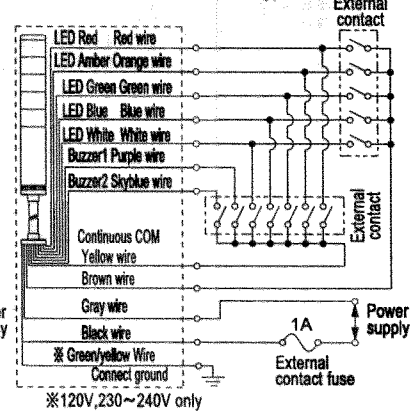 External
contact
LED Red Red wire
LED Amber Orange wire
LED Green Green wire
LED Blue Blue wire
LED White White wire
Buzzer1 Purple wire
Buzzer2 Skyblue wire
External
contact
Continuous COM
Yellow wire
Brown wire
Gray wire
Power
supply
1A
Black wire
External
contact fuse
※ Green/yellow Wire
Connect ground
※120V,230～240V only